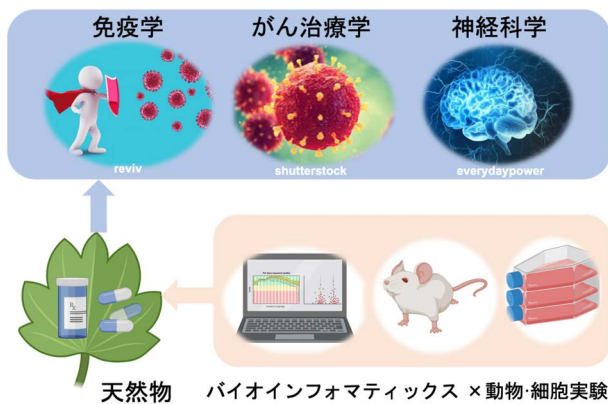 免疫学
がん治療学
神経科学
reviv
shutterstock
everydaypower
天然物
バイオインフォマティックス ×動物·細胞実験